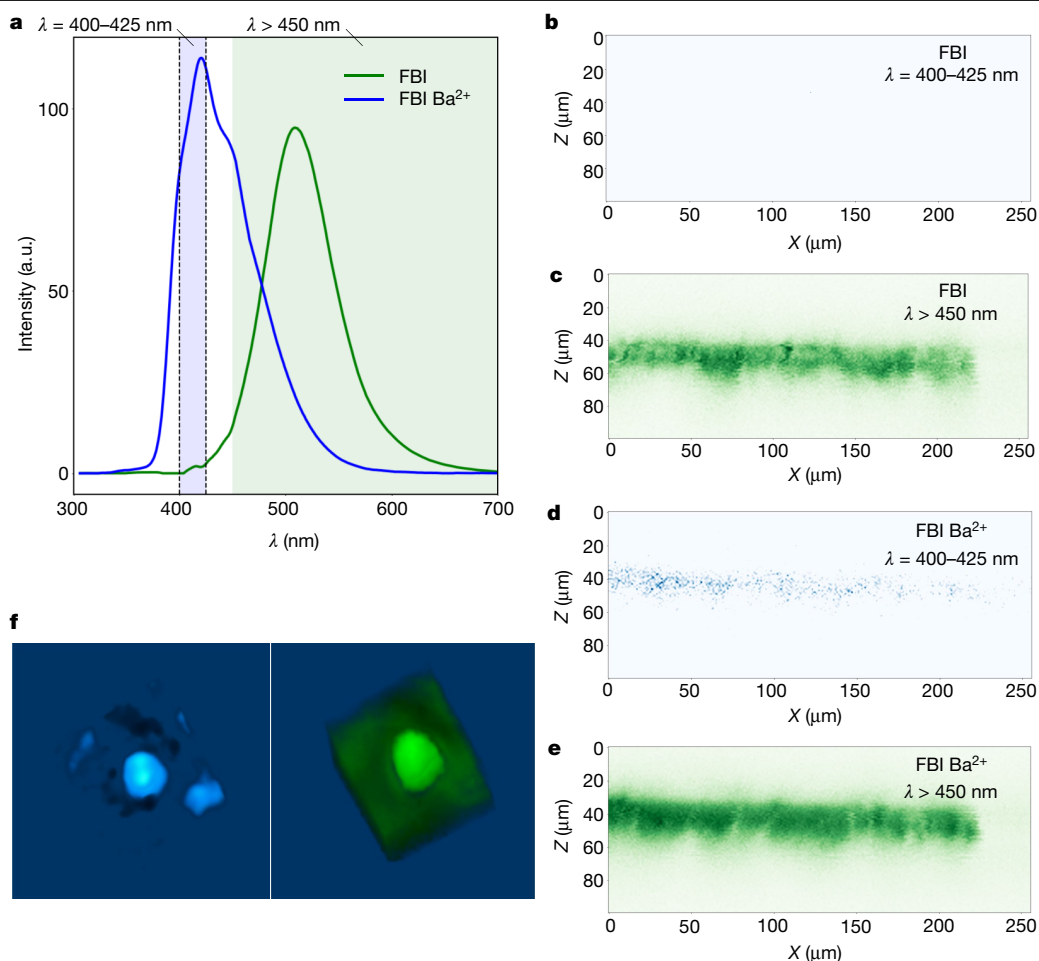 a
λ = 400–425 nm
λ > 450 nm
FBI
FBI Ba²⁺
100
50
0
Intensity (a.u.)
300
400
500
600
700
λ (nm)
b
FBI
λ = 400–425 nm
0
20
40
60
80
Z (μm)
0
50
100
150
200
250
X (μm)
c
FBI
λ > 450 nm
0
20
40
60
80
Z (μm)
0
50
100
150
200
250
X (μm)
d
FBI Ba²⁺
λ = 400–425 nm
0
20
40
60
80
Z (μm)
0
50
100
150
200
250
X (μm)
e
FBI Ba²⁺
λ > 450 nm
0
20
40
60
80
Z (μm)
0
50
100
150
200
250
X (μm)
f